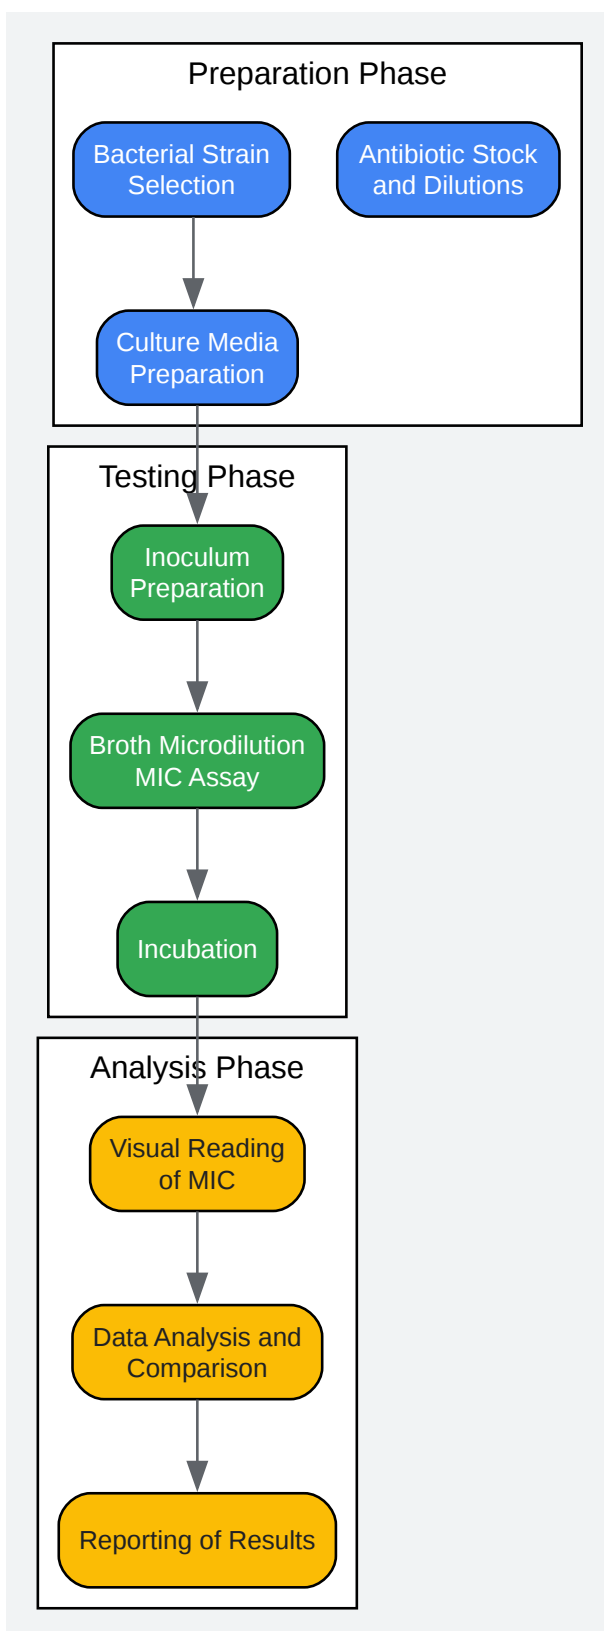 Preparation Phase
Bacterial Strain
Selection
Antibiotic Stock
and Dilutions
Culture Media
Preparation
Testing Phase
Inoculum
Preparation
Broth Microdilution
MIC Assay
Incubation
Analysis Phase
Visual Reading
of MIC
Data Analysis and
Comparison
Reporting of Results